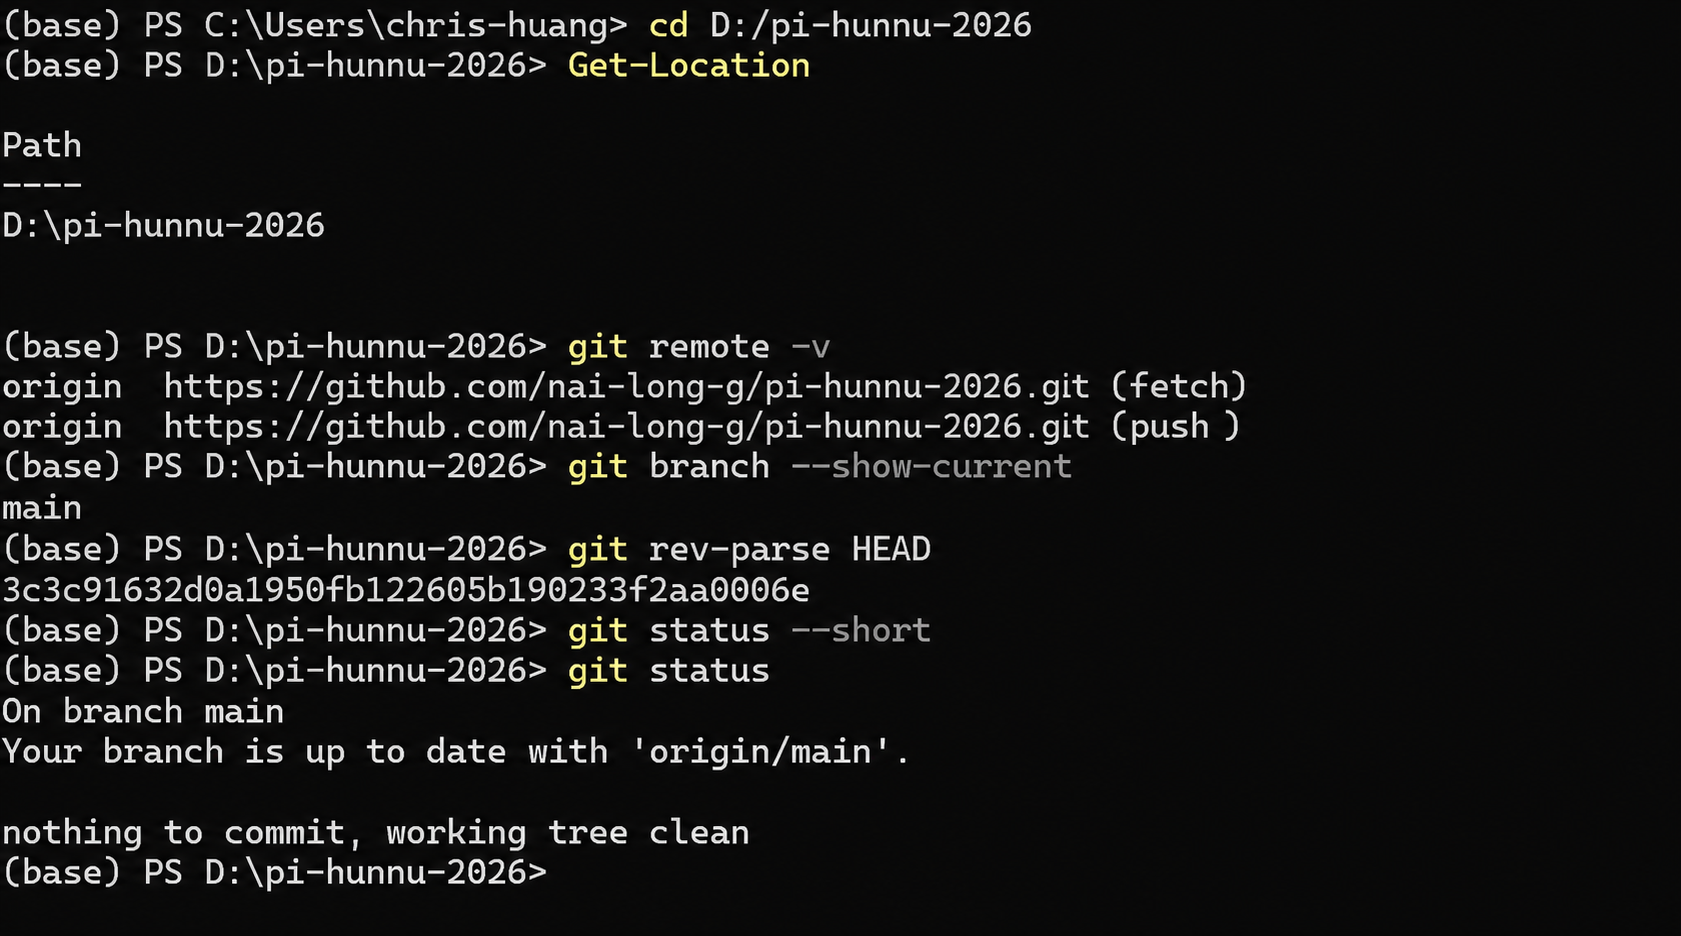 (base) PS C:\Users\chris-huang> cd D:/pi-hunnu-2026
(base) PS D:\pi-hunnu-2026> Get-Location
Path
----
D:\pi-hunnu-2026
(base) PS D:\pi-hunnu-2026> git remote -v
origin  https://github.com/nai-long-g/pi-hunnu-2026.git (fetch)
origin  https://github.com/nai-long-g/pi-hunnu-2026.git (push )
(base) PS D:\pi-hunnu-2026> git branch --show-current
main
(base) PS D:\pi-hunnu-2026> git rev-parse HEAD
3c3c91632d0a1950fb122605b190233f2aa0006e
(base) PS D:\pi-hunnu-2026> git status --short
(base) PS D:\pi-hunnu-2026> git status
On branch main
Your branch is up to date with 'origin/main'.
nothing to commit, working tree clean
(base) PS D:\pi-hunnu-2026>